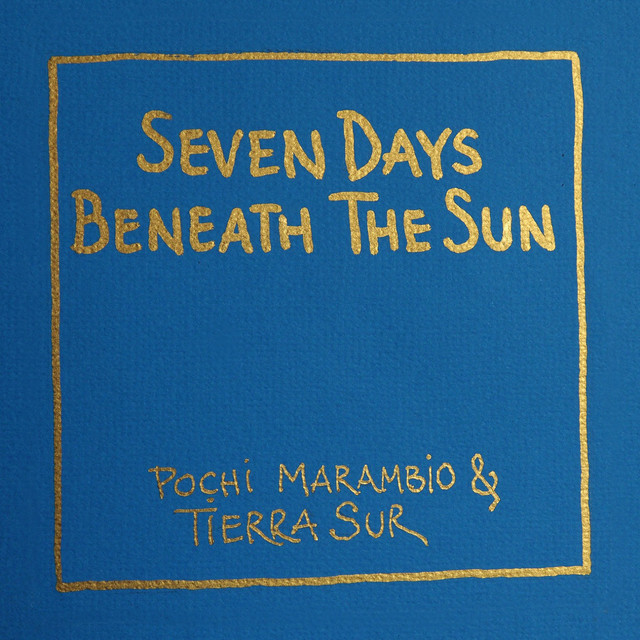 SEVEN DAYS
BENEATH THE SUN
POCHI MARAMBIO &
TIERRA SUR